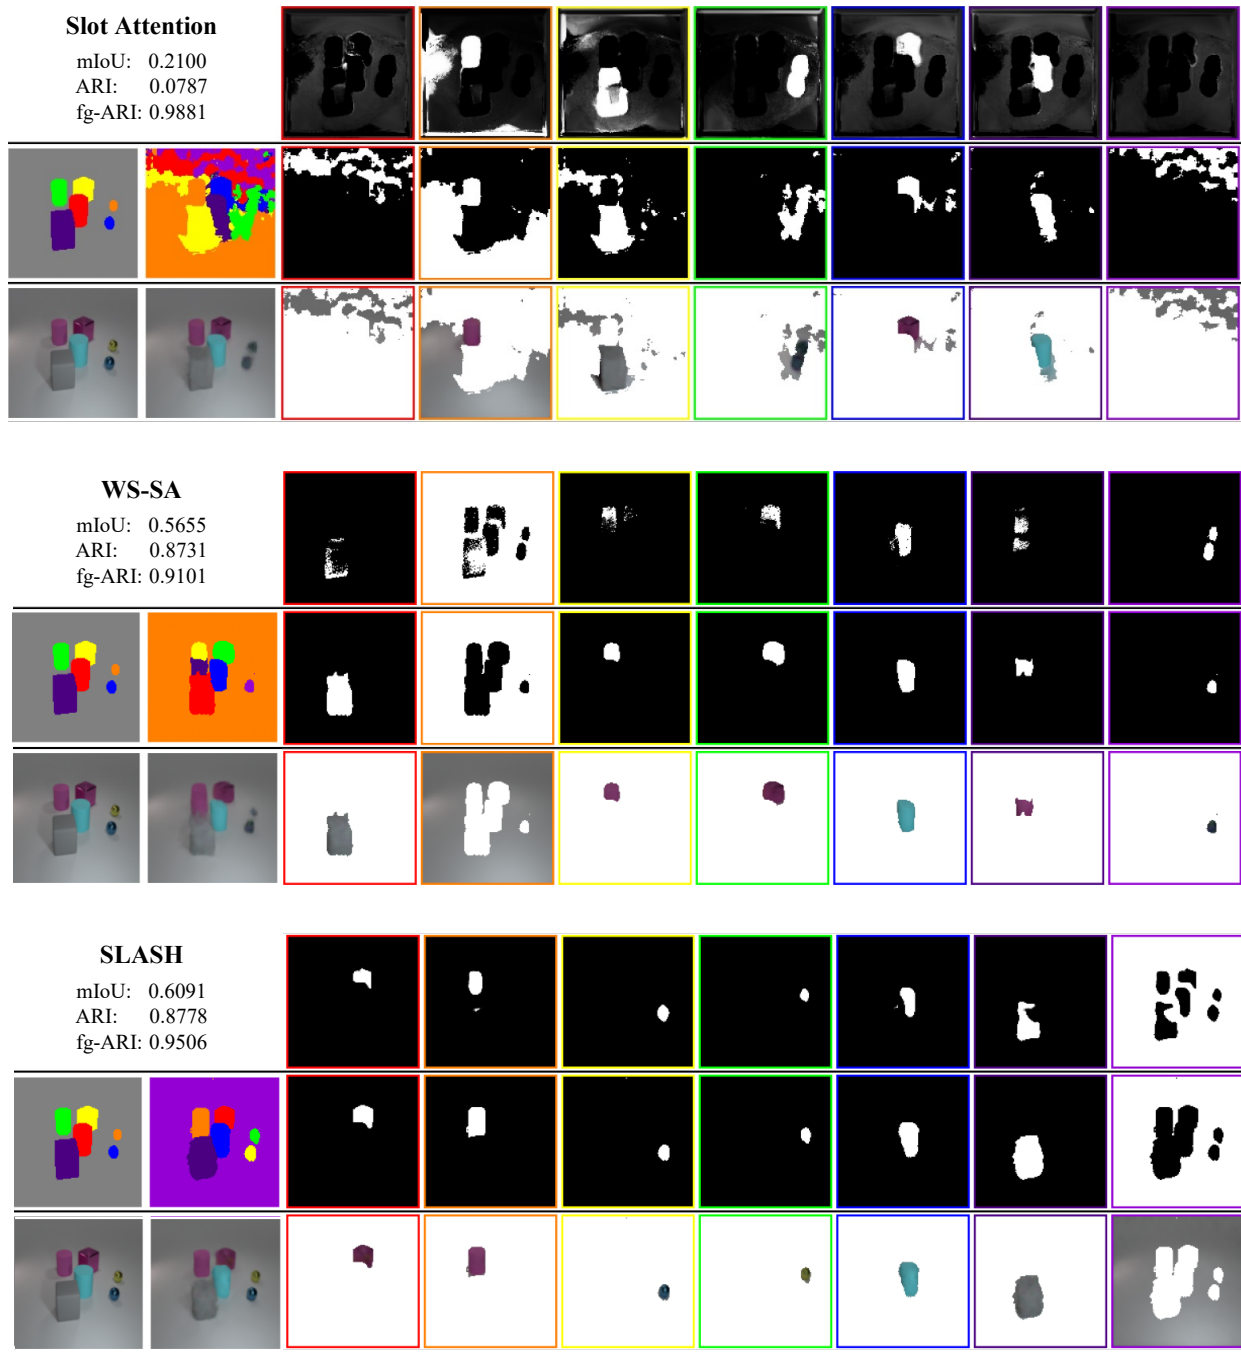 Slot Attention
mIoU: 0.2100
ARI: 0.0787
fg-ARI: 0.9881
WS-SA
mIoU: 0.5655
ARI: 0.8731
fg-ARI: 0.9101
SLASH
mIoU: 0.6091
ARI: 0.8778
fg-ARI: 0.9506